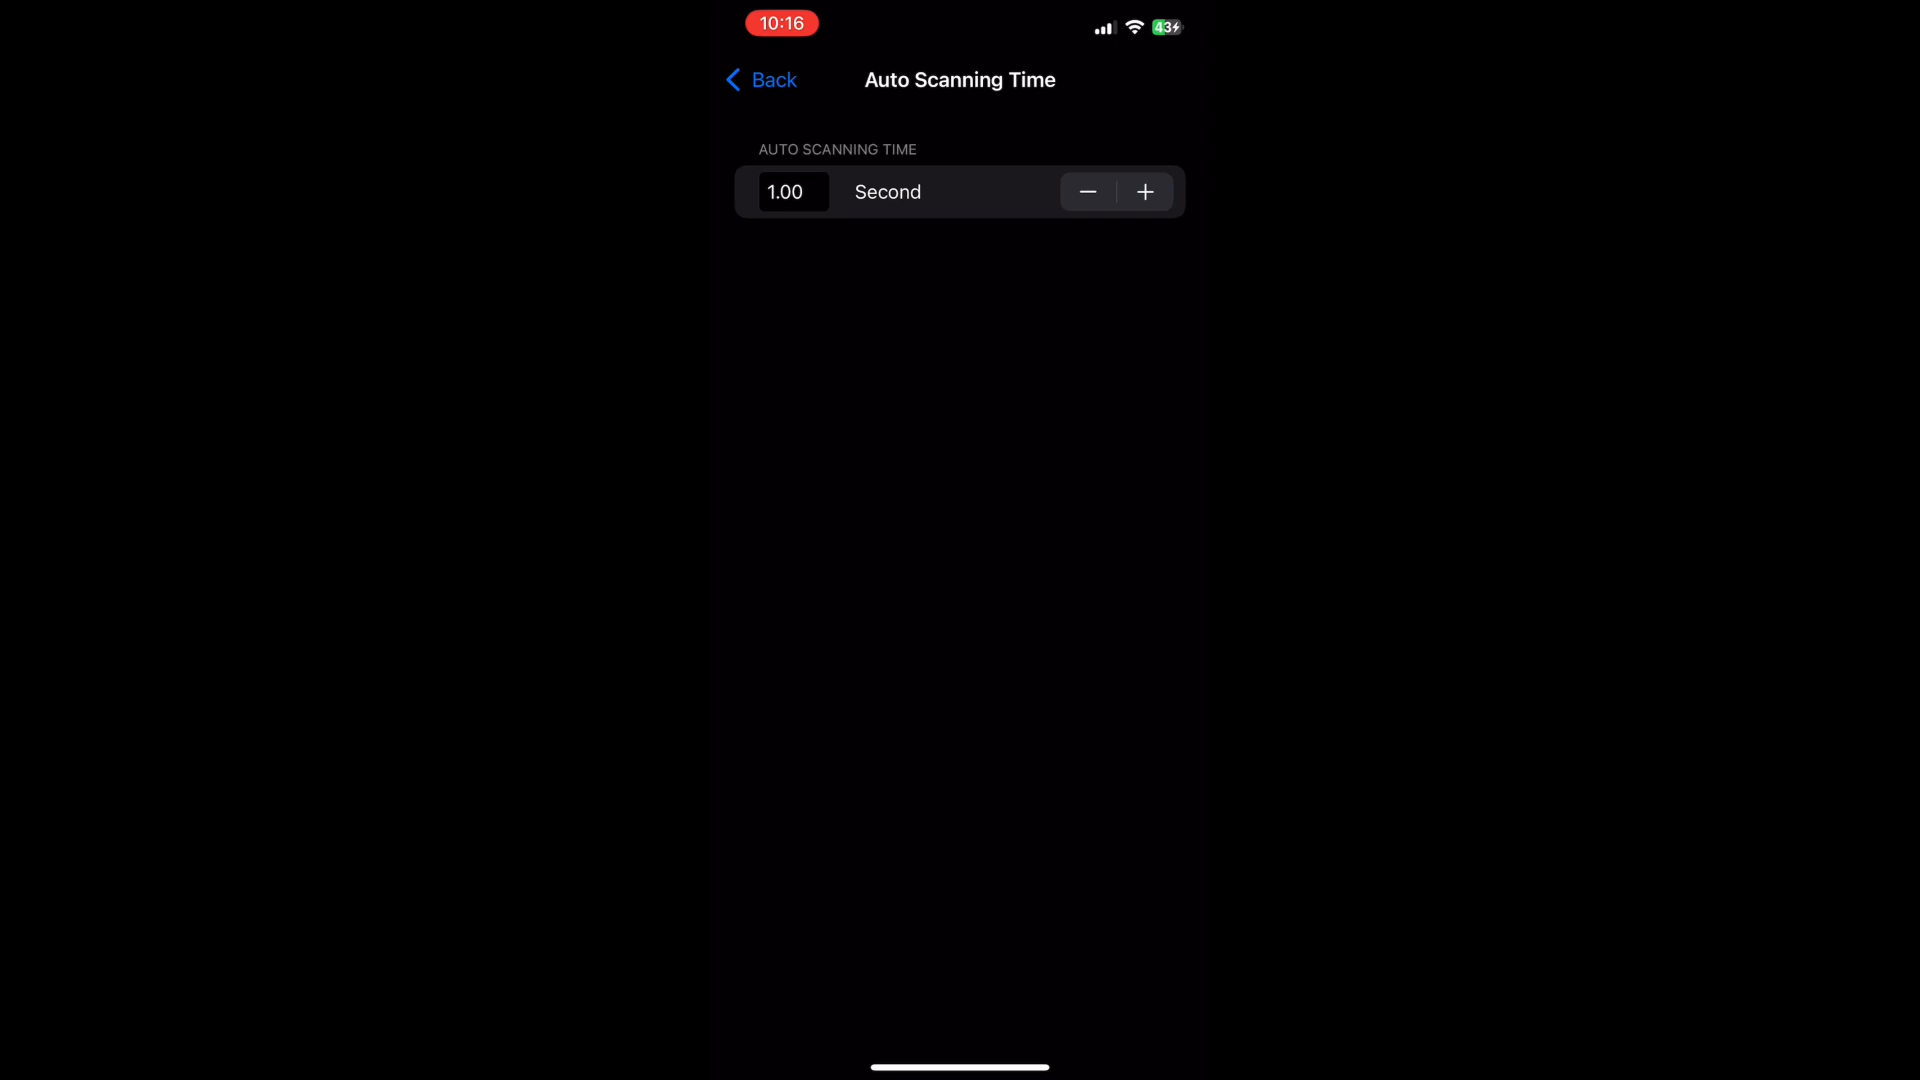 10:16
43
Back
Auto Scanning Time
AUTO SCANNING TIME
1.00 Second